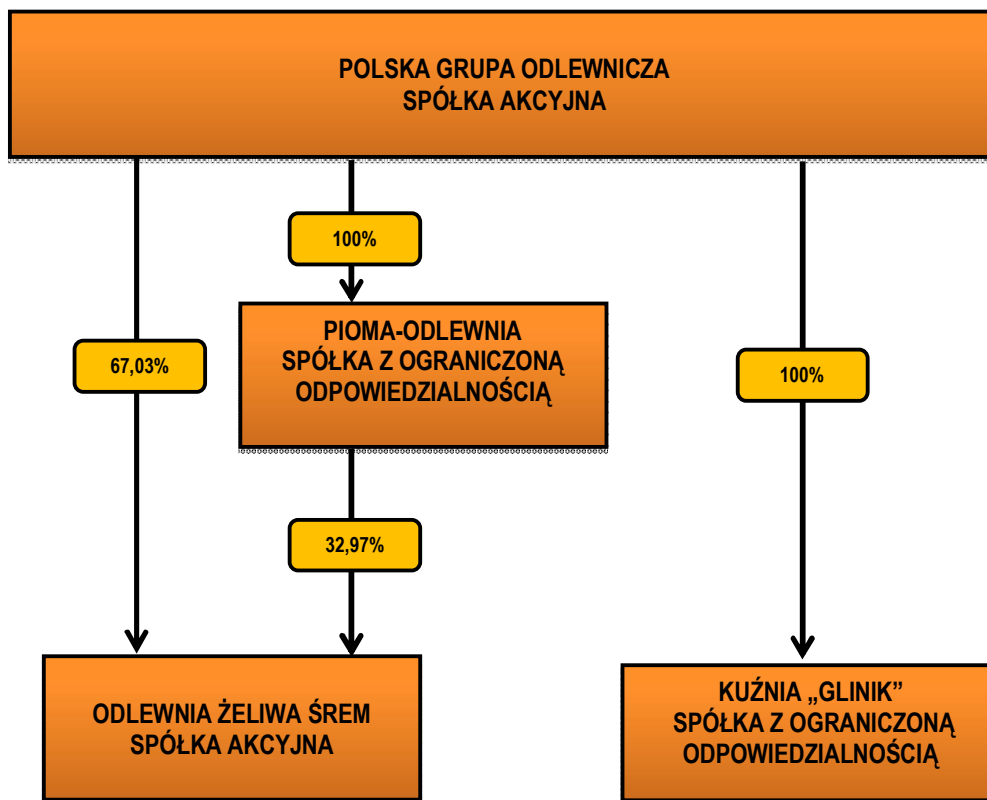 POLSKA GRUPA ODLEWNICZA
SPÓŁKA AKCYJNA
100%
PIOMA-ODLEWNIA
SPÓŁKA Z OGRANICZONĄ
ODPOWIEDZIALNOŚCIĄ
67,03%
100%
32,97%
ODLEWNIA ŻELIWA ŚREM
SPÓŁKA AKCYJNA
KUŹNIA „GLINIK”
SPÓŁKA Z OGRANICZONĄ
ODPOWIEDZIALNOŚCIĄ